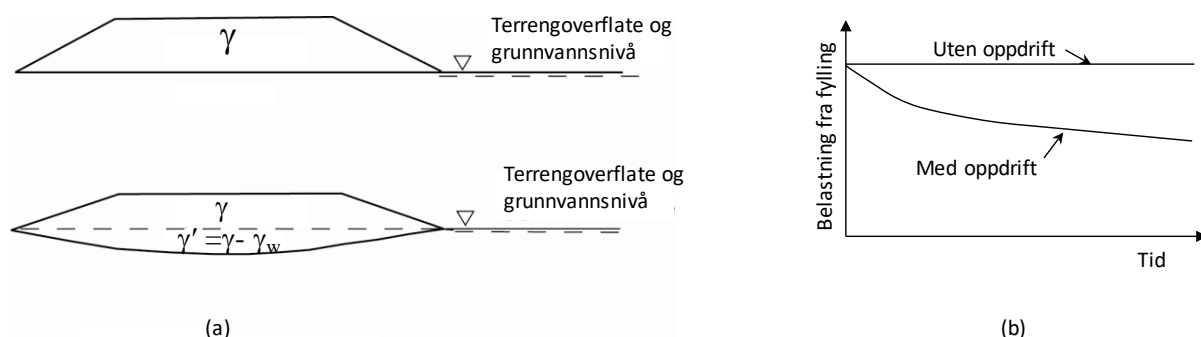 Terrengoverflate og
grunnvannsnivå
γ
Terrengoverflate og
grunnvannsnivå
γ
γ′ =γ- γw
(a)
Belastning fra fylling
Uten oppdrift
Med oppdrift
Tid
(b)